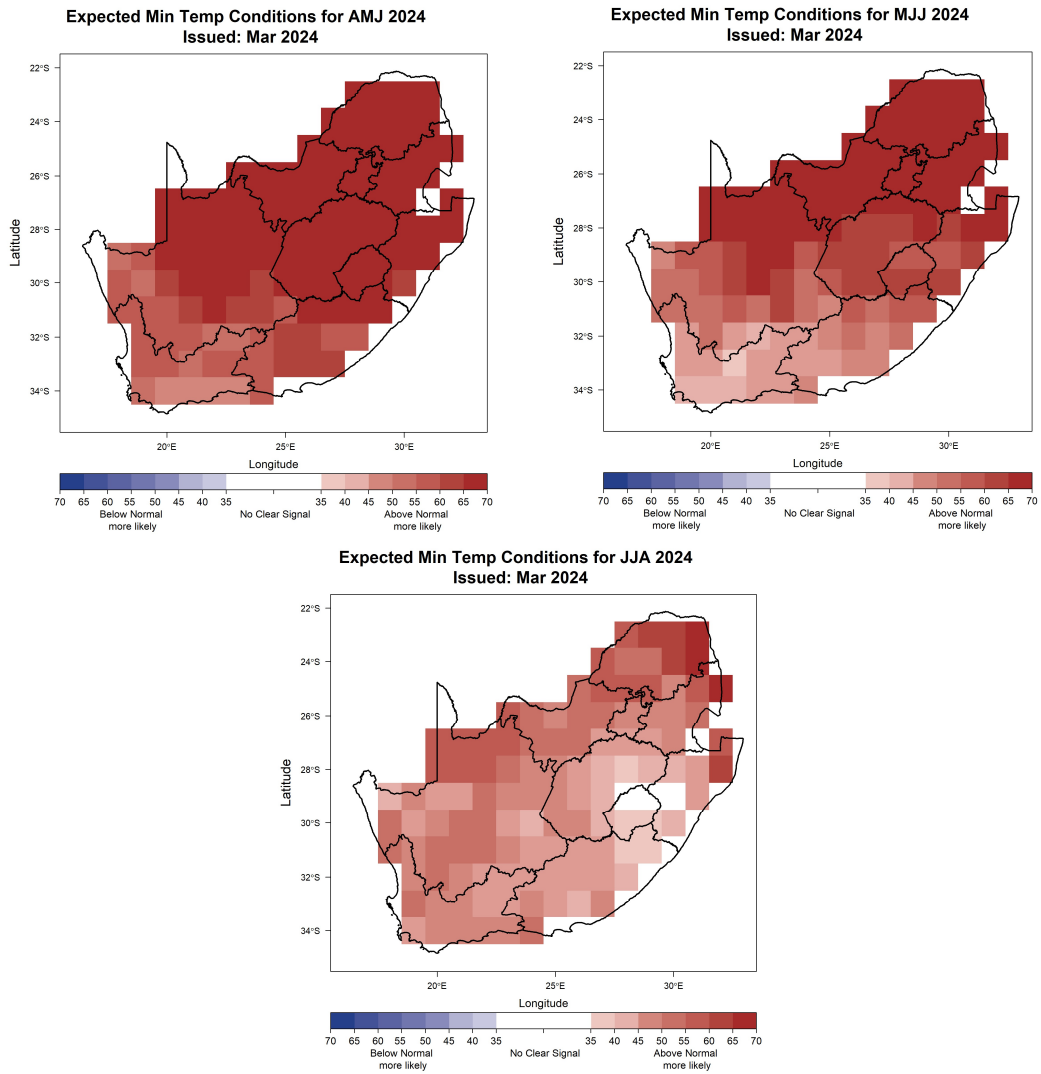 Expected Min Temp Conditions for AMJ 2024
Issued: Mar 2024
22°S
24°S
26°S
28°S
30°S
32°S
34°S
Latitude
20°E 25°E 30°E
Longitude
70 65 60 55 50 45 40 35 35 40 45 50 55 60 65 70
Below Normal more likely
No Clear Signal
Above Normal more likely
Expected Min Temp Conditions for MJJ 2024
Issued: Mar 2024
22°S
24°S
26°S
28°S
30°S
32°S
34°S
Latitude
20°E 25°E 30°E
Longitude
70 65 60 55 50 45 40 35 35 40 45 50 55 60 65 70
Below Normal more likely
No Clear Signal
Above Normal more likely
Expected Min Temp Conditions for JJA 2024
Issued: Mar 2024
22°S
24°S
26°S
28°S
30°S
32°S
34°S
Latitude
20°E 25°E 30°E
Longitude
70 65 60 55 50 45 40 35 35 40 45 50 55 60 65 70
Below Normal more likely
No Clear Signal
Above Normal more likely